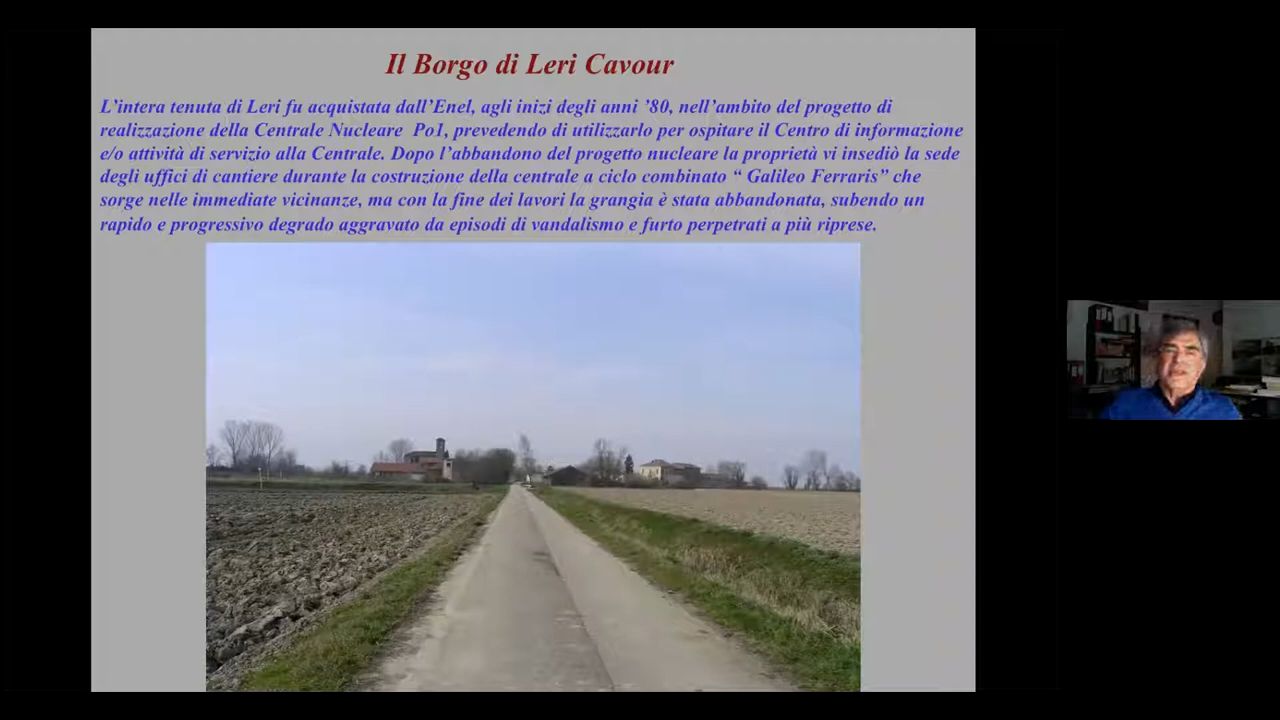 Il Borgo di Leri Cavour
L'intera tenuta di Leri fu acquistata dall'Enel, agli inizi degli anni '80, nell'ambito del progetto di
realizzazione della Centrale Nucleare Po1, prevedendo di utilizzarlo per ospitare il Centro di informazione
e/o attività di servizio alla Centrale. Dopo l'abbandono del progetto nucleare la proprietà vi insediò la sede
degli uffici di cantiere durante la costruzione della centrale a ciclo combinato “ Galileo Ferraris” che
sorge nelle immediate vicinanze, ma con la fine dei lavori la grangia è stata abbandonata, subendo un
rapido e progressivo degrado aggravato da episodi di vandalismo e furto perpetrati a più riprese.